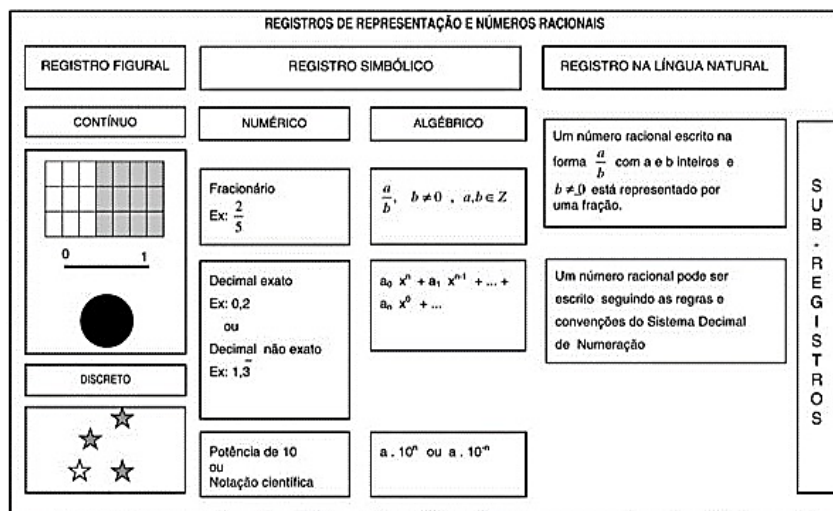 REGISTROS DE REPRESENTAÇÃO E NÚMEROS RACIONAIS
REGISTRO FIGURAL
REGISTRO SIMBÓLICO
REGISTRO NA LÍNGUA NATURAL
CONTÍNUO
NUMÉRICO
ALGÉBRICO
0 1
Fracionário
Ex: 2/5
a/b, b ≠ 0 , a,b ∈ Z
Um número racional escrito na
forma a/b com a e b inteiros e
b ≠ 0 está representado por
uma fração.
Decimal exato
Ex: 0,2
ou
Decimal não exato
Ex: 1,3̅
a₀ xⁿ + a₁ xⁿ⁻¹ + ... +
aₙ x⁰ + ...
Um número racional pode ser
escrito seguindo as regras e
convenções do Sistema Decimal
de Numeração
DISCRETO
Potência de 10
ou
Notação científica
a . 10ⁿ ou a . 10⁻ⁿ
SUB-REGISTROS